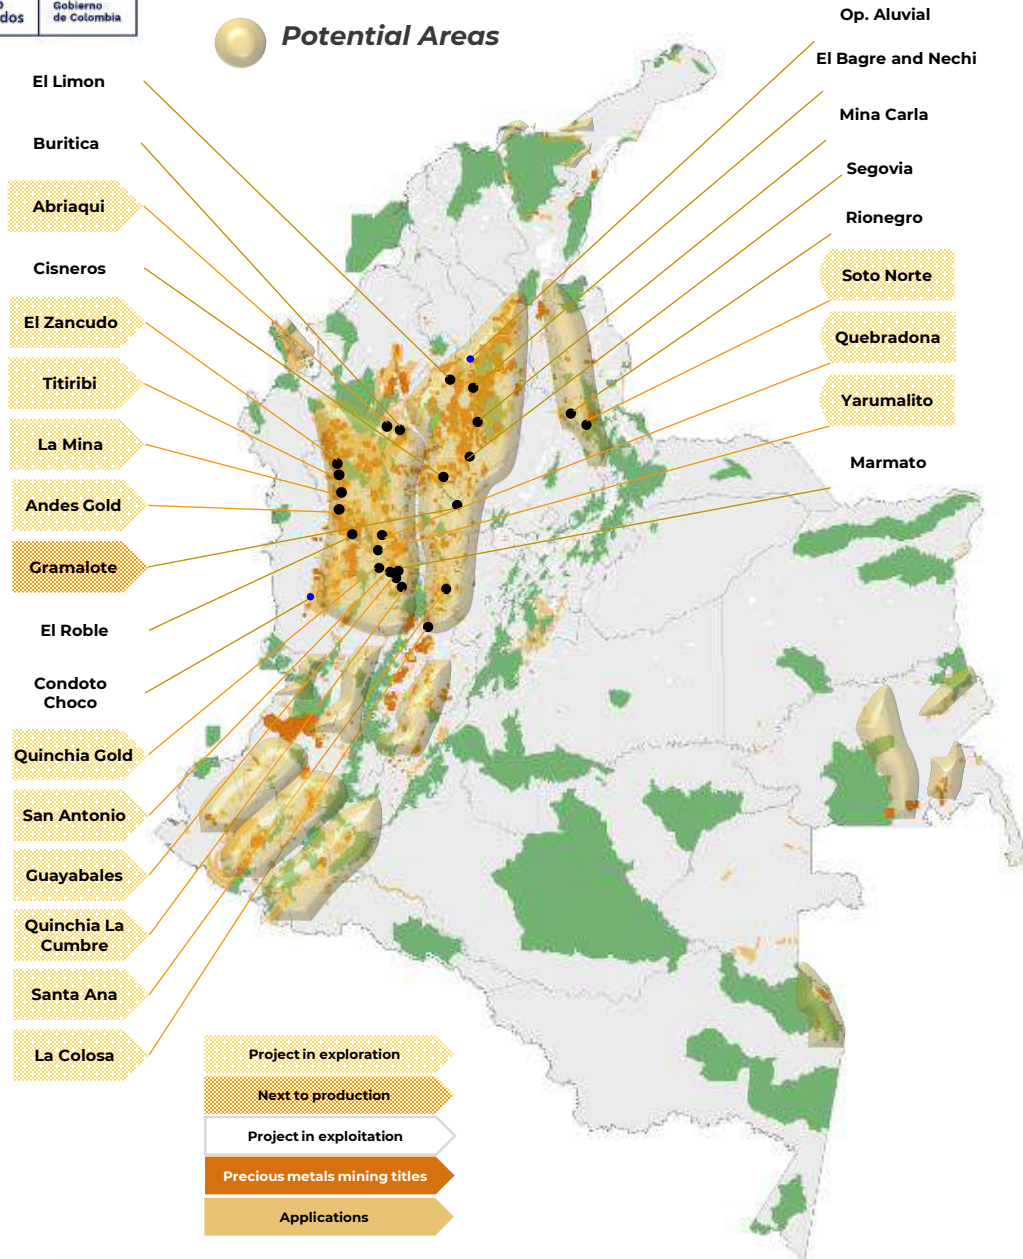 dos
Gobierno
de Colombia
Potential Areas
El Limon
Buritica
Abriaqui
Cisneros
El Zancudo
Titiribi
La Mina
Andes Gold
Gramalote
El Roble
Condoto
Choco
Quinchia Gold
San Antonio
Guayabales
Quinchia La
Cumbre
Santa Ana
La Colosa
Op. Aluvial
El Bagre and Nechi
Mina Carla
Segovia
Rionegro
Soto Norte
Quebradona
Yarumalito
Marmato
Project in exploration
Next to production
Project in exploitation
Precious metals mining titles
Applications